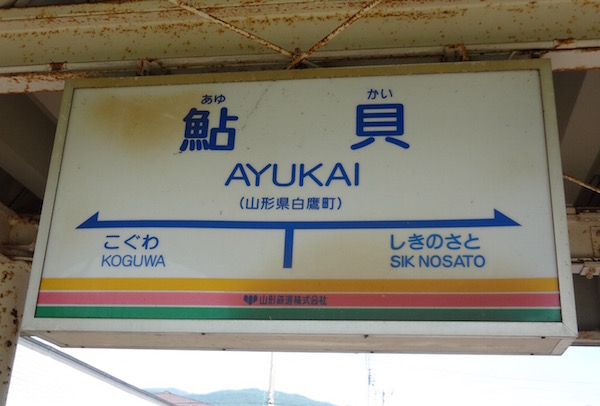 あゆ かい
鮎 貝
AYUKAI
(山形県白鷹町)
こぐわ しきのさと
KOGUWA SIK NOSATO
山形鉄道株式会社